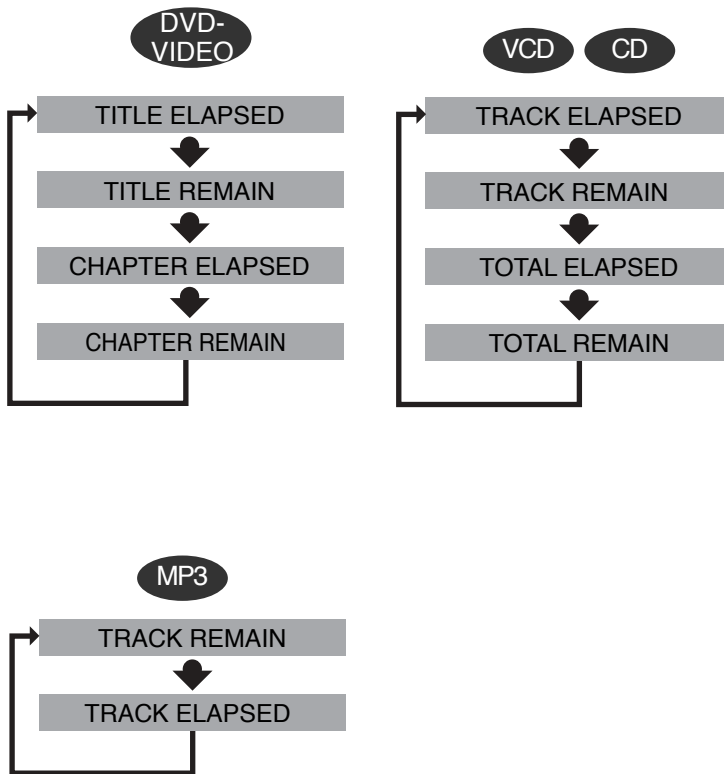 DVD-
VIDEO
TITLE ELAPSED
TITLE REMAIN
CHAPTER ELAPSED
CHAPTER REMAIN
VCD CD
TRACK ELAPSED
TRACK REMAIN
TOTAL ELAPSED
TOTAL REMAIN
MP3
TRACK REMAIN
TRACK ELAPSED